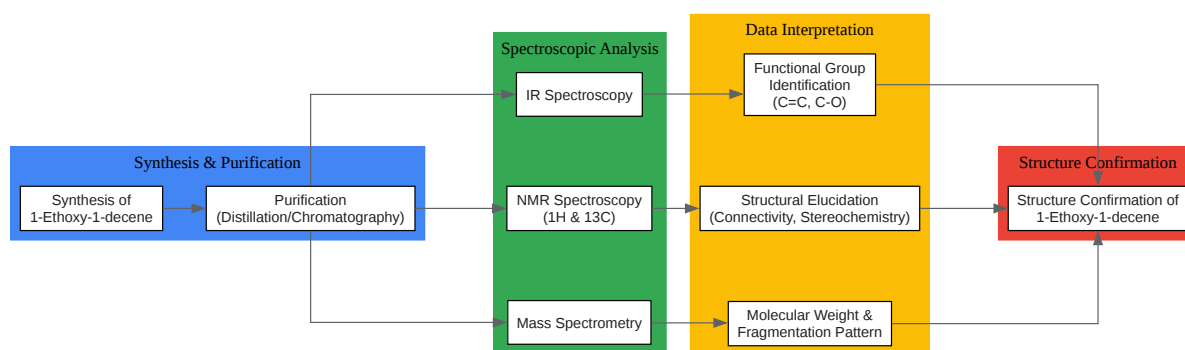 Synthesis & Purification
Synthesis of
1-Ethoxy-1-decene
Purification
(Distillation/Chromatography)
Spectroscopic Analysis
IR Spectroscopy
NMR Spectroscopy
(1H & 13C)
Mass Spectrometry
Data Interpretation
Functional Group
Identification
(C=C, C-O)
Structural Elucidation
(Connectivity, Stereochemistry)
Molecular Weight &
Fragmentation Pattern
Structure Confirmation
Structure Confirmation of
1-Ethoxy-1-decene